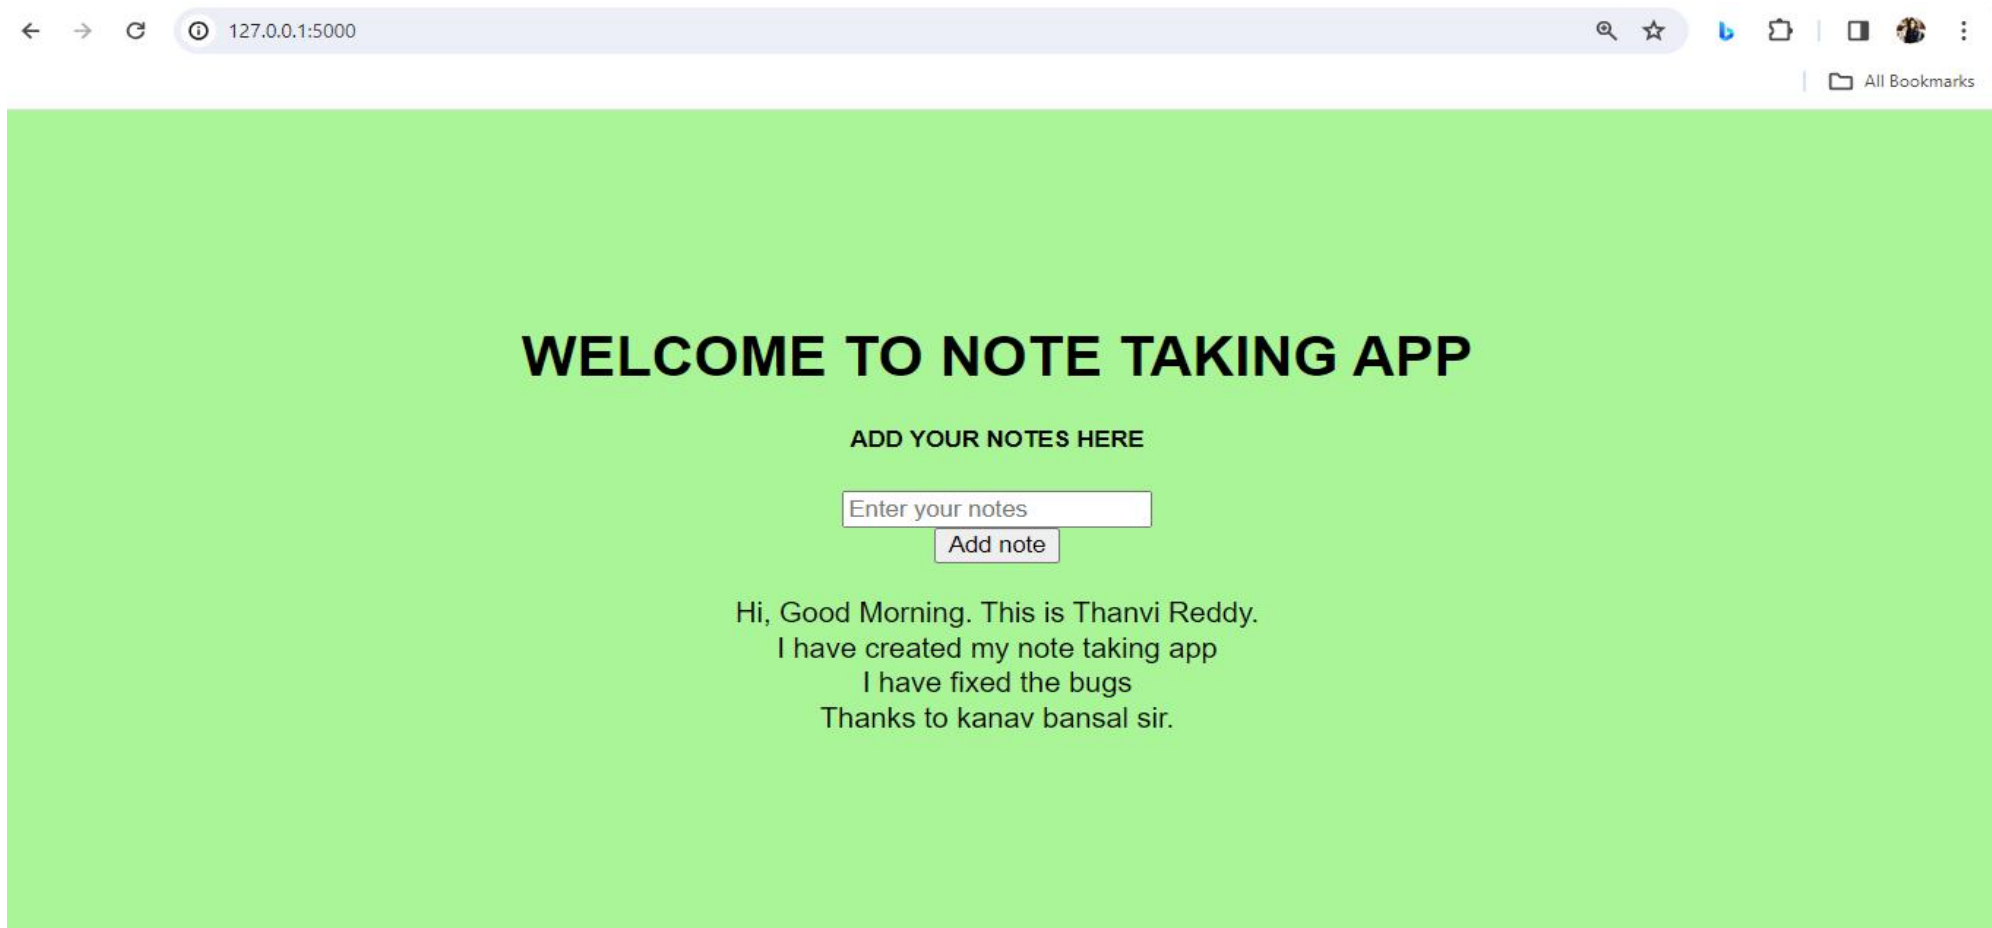 127.0.0.1:5000
All Bookmarks
WELCOME TO NOTE TAKING APP
ADD YOUR NOTES HERE
Enter your notes
Add note
Hi, Good Morning. This is Thanvi Reddy.
I have created my note taking app
I have fixed the bugs
Thanks to kanav bansal sir.